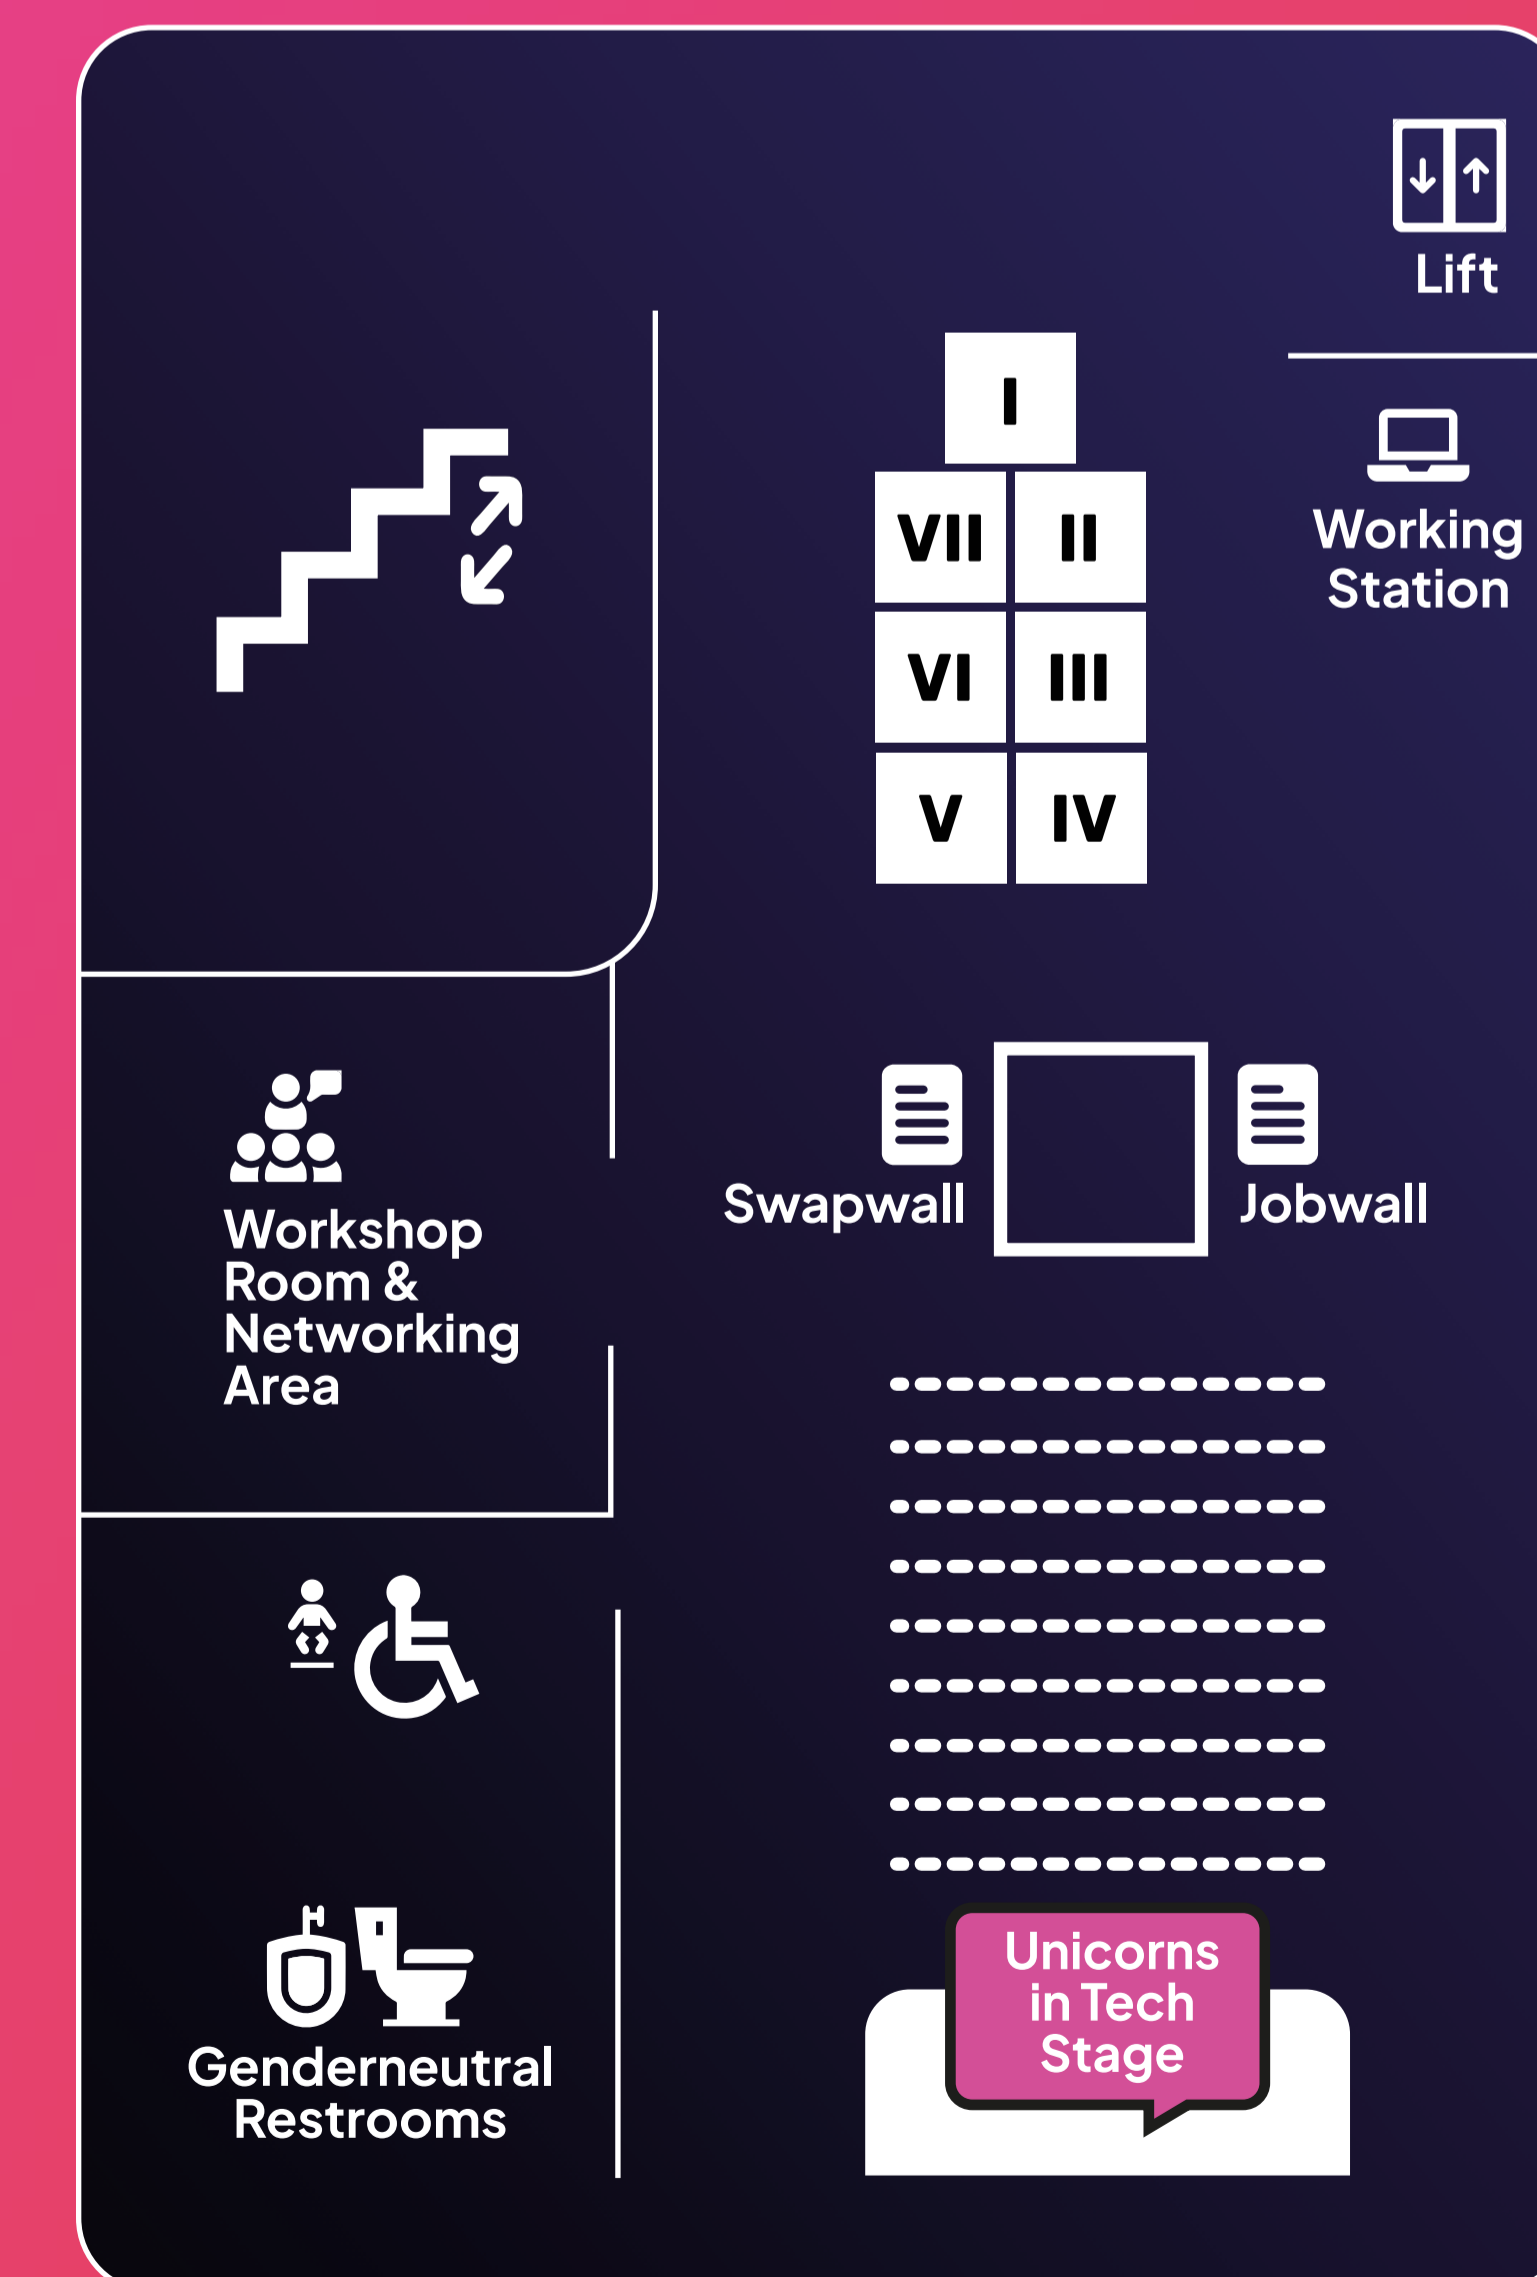 Lift
I
VII
II
Working
Station
VI
III
V
IV
Swapwall
Jobwall
Workshop
Room &
Networking
Area
Unicorns
in Tech
Stage
Genderneutral
Restrooms